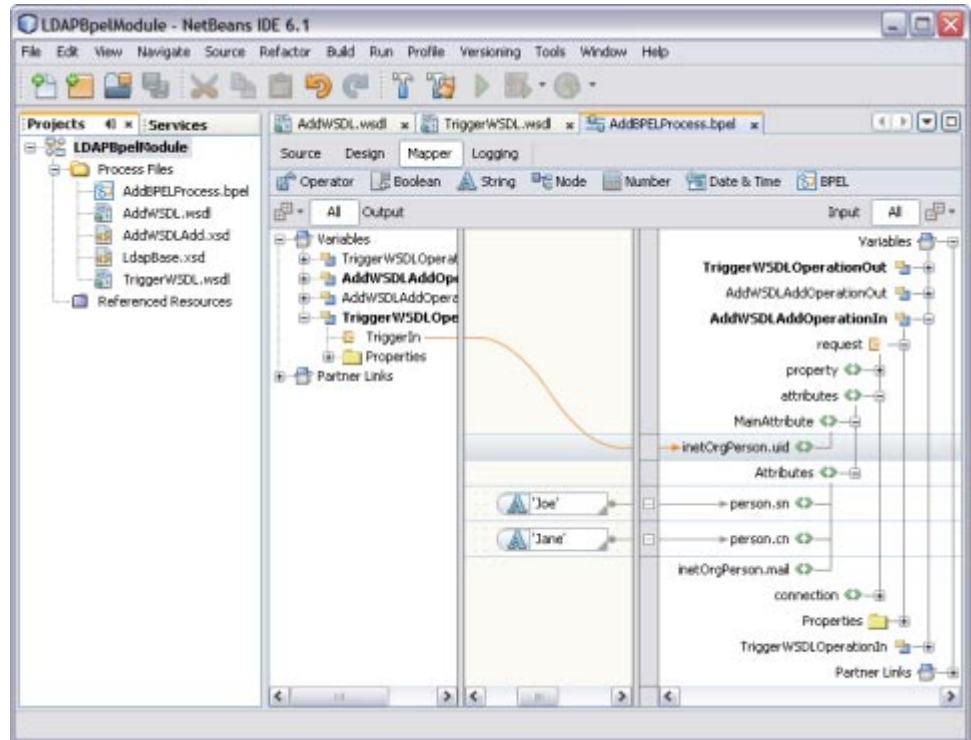 LDAPBpelModule - NetBeans IDE 6.1
File Edit View Navigate Source Refactor Build Run Profile Versioning Tools Window Help
Projects Services
AddWSDL.wsdl TriggerWSDL.wsdl AddBPELProcess.bpel
LDAPBpelModule
Process Files
AddBPELProcess.bpel
AddWSDL.wsdl
AddWSDLAdd.xsd
LdapBase.xsd
TriggerWSDL.wsdl
Referenced Resources
Source Design Mapper Logging
Operator Boolean String Node Number Date & Time BPEL
All Output
Input All
Variables
TriggerWSDLOperat
AddWSDLAddOpe
AddWSDLAddOpera
TriggerWSDLOpe
TriggerIn
Properties
Partner Links
'Joe'
'Jane'
Variables
TriggerWSDLOperationOut
AddWSDLAddOperationOut
AddWSDLAddOperationIn
request
property
attributes
MainAttribute
inetOrgPerson.uid
Attributes
person.sn
person.cn
inetOrgPerson.mail
connection
Properties
TriggerWSDLOperationIn
Partner Links